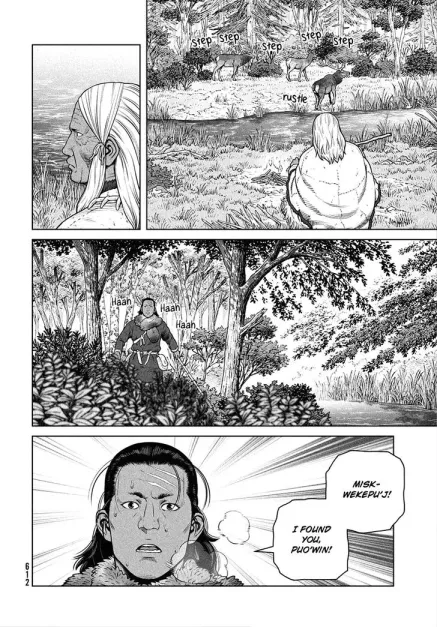 step
step
step
step
step
rustle
Haah
Haah
Haah
MISK-
WEKEPU'J!
I FOUND
YOU,
PUO'WIN!
612